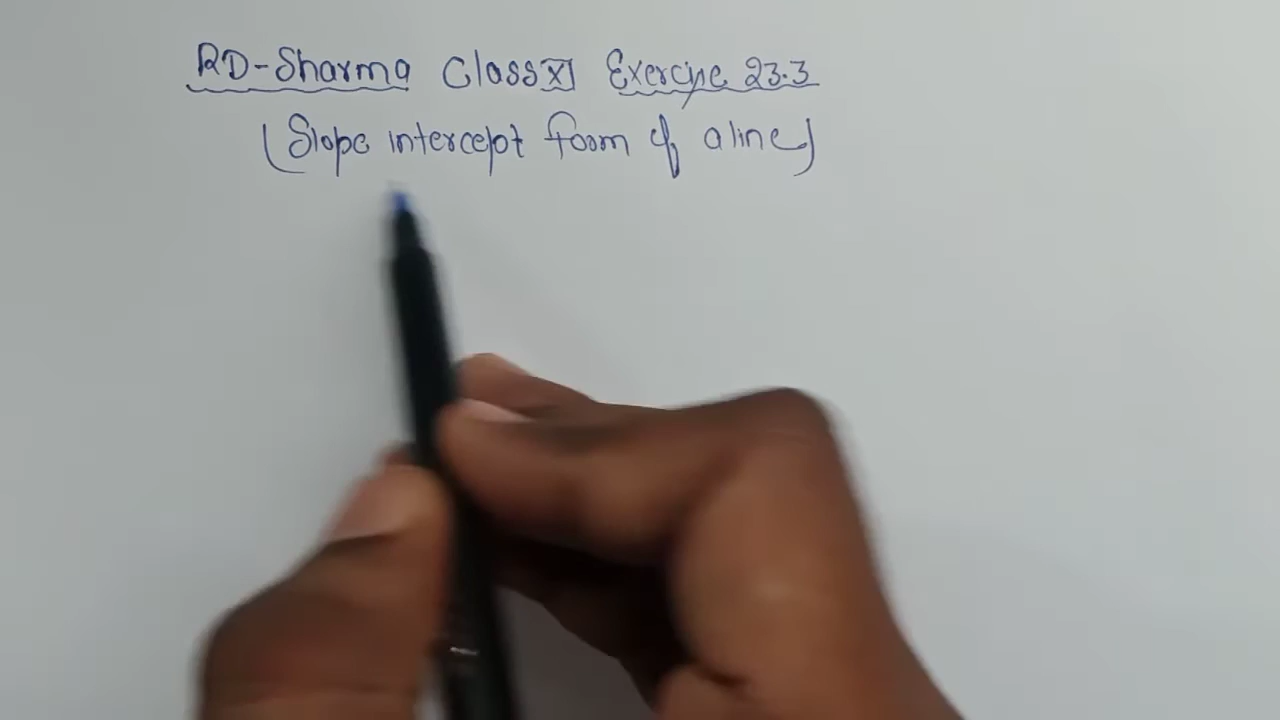 RD-Sharma Class XI Exercise 23.3
(Slope intercept form of a line)